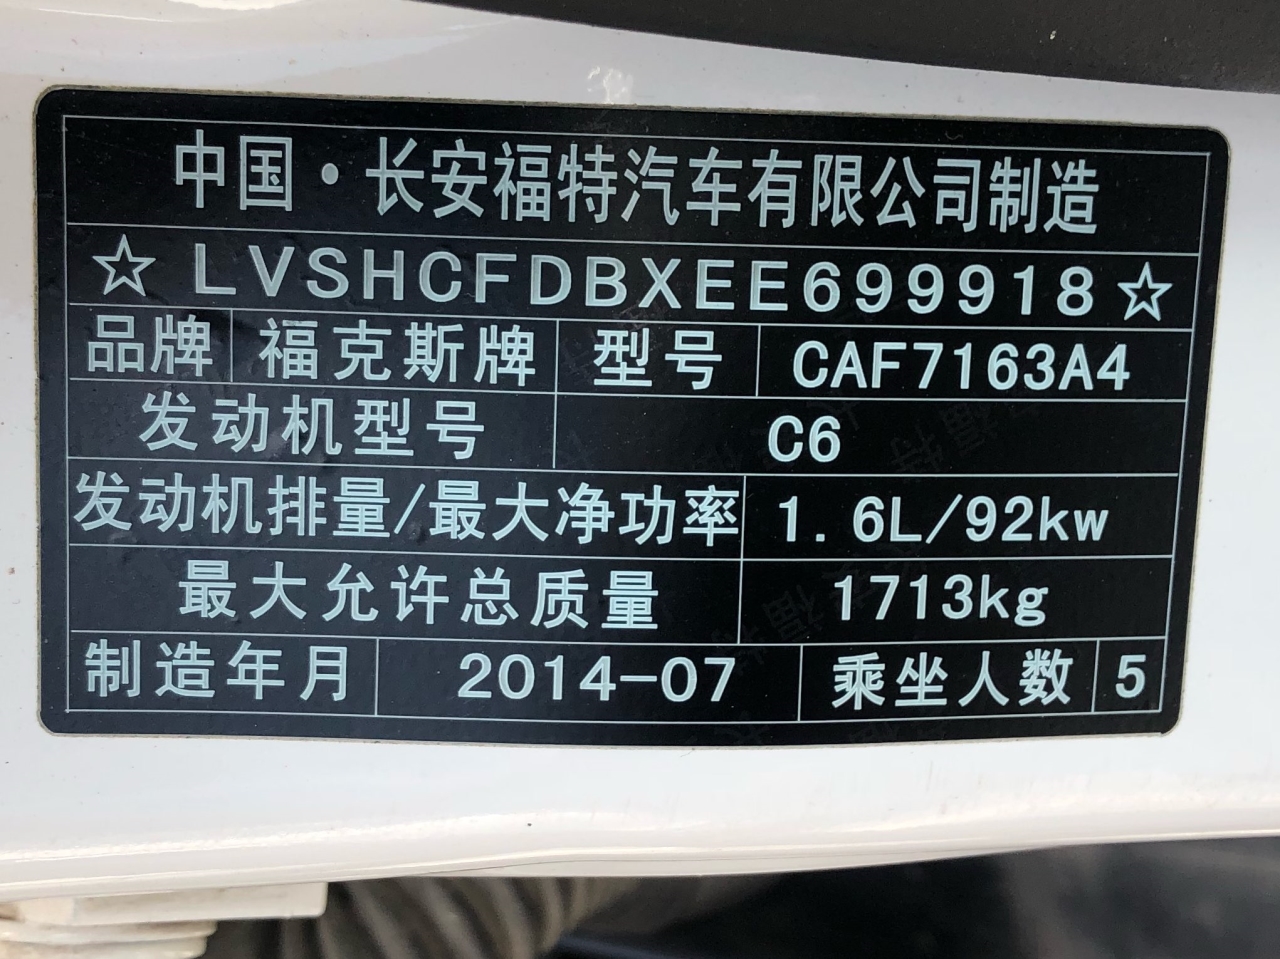 中国·长安福特汽车有限公司制造
☆LVSHCFDBXEE699918☆
品牌 福克斯牌 型号 CAF7163A4
发动机型号 C6
发动机排量/最大净功率 1.6L/92kw
最大允许总质量 1713kg
制造年月 2014-07 乘坐人数 5